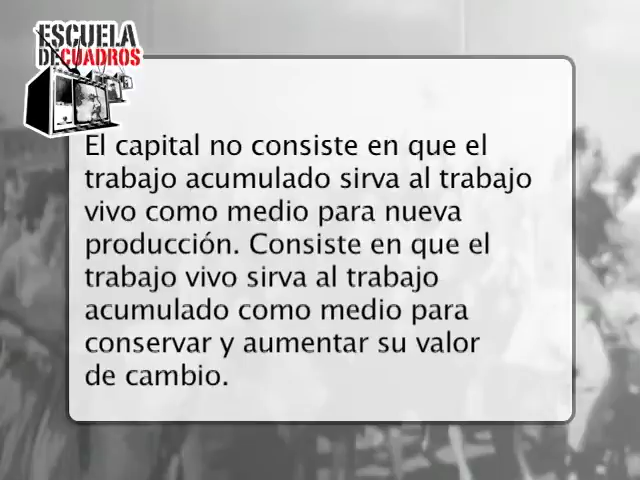 ESCUELA
DECUADROS
El capital no consiste en que el
trabajo acumulado sirva al trabajo
vivo como medio para nueva
producción. Consiste en que el
trabajo vivo sirva al trabajo
acumulado como medio para
conservar y aumentar su valor
de cambio.